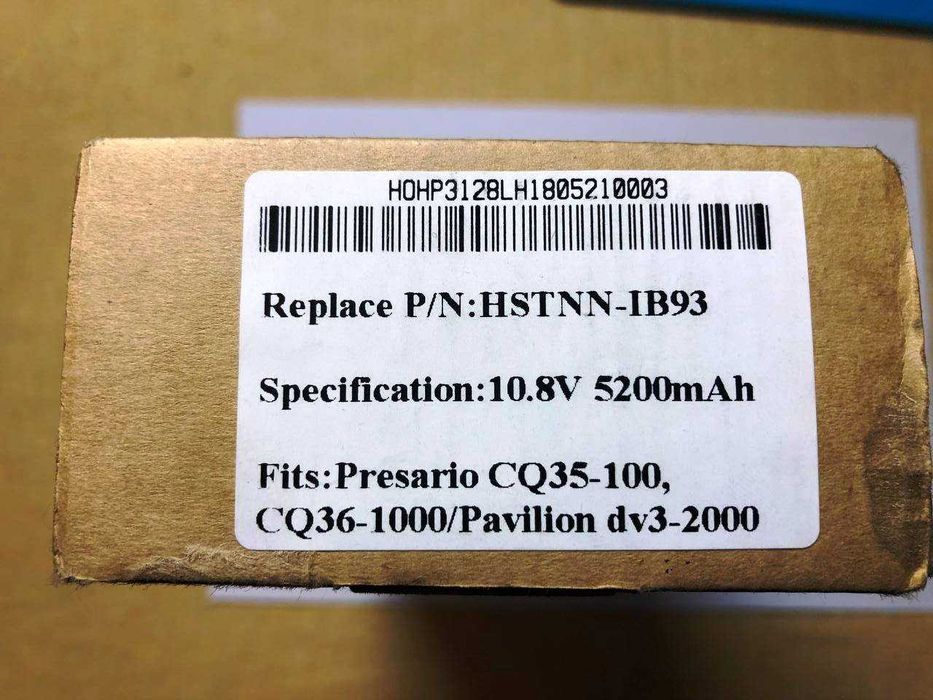 HOHP3128LH1805210003
Replace P/N:HSTNN-IB93
Specification:10.8V 5200mAh
Fits:Presario CQ35-100,
CQ36-1000/Pavilion dv3-2000